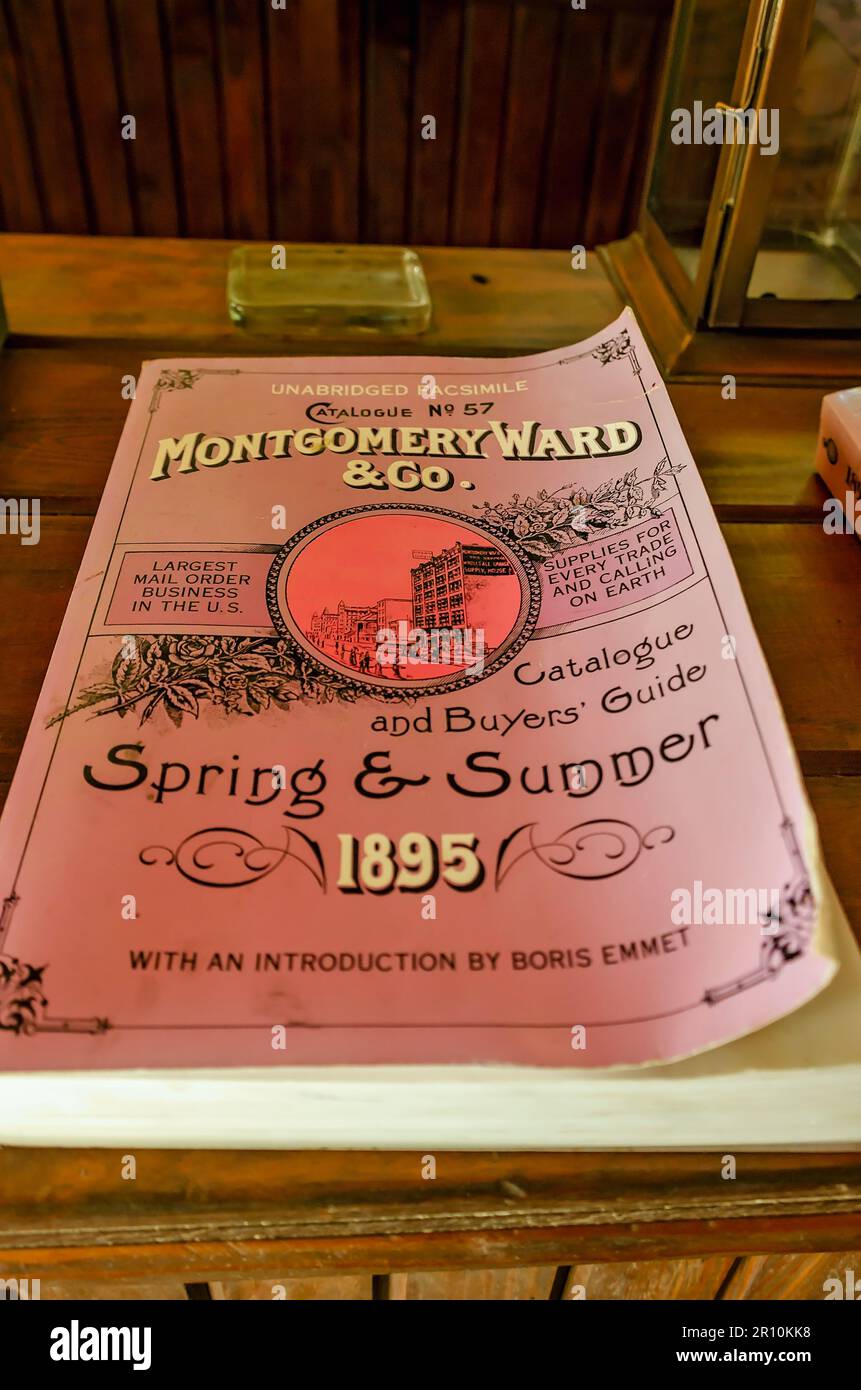 UNABRIDGED FACSIMILE
CATALOGUE No 57
MONTGOMERY WARD
& CO.
LARGEST
MAIL ORDER
BUSINESS
IN THE U.S.
SUPPLIES FOR
EVERY TRADE
AND CALLING
ON EARTH
Catalogue
and Buyers' Guide
Spring & Summer
1895
WITH AN INTRODUCTION BY BORIS EMMET
alamy
Image ID: 2R10KK8
www.alamy.com